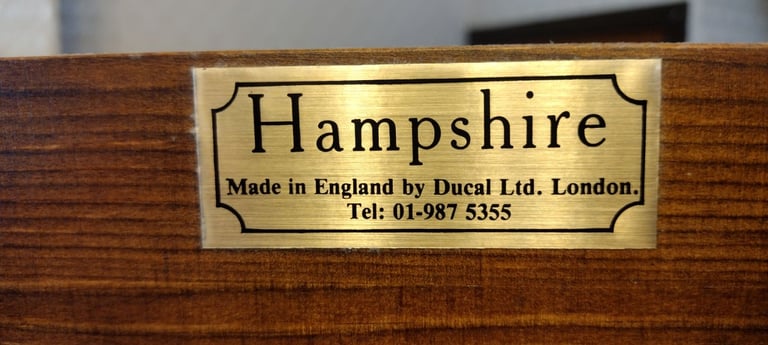 Hampshire
Made in England by Ducal Ltd. London.
Tel: 01-987 5355